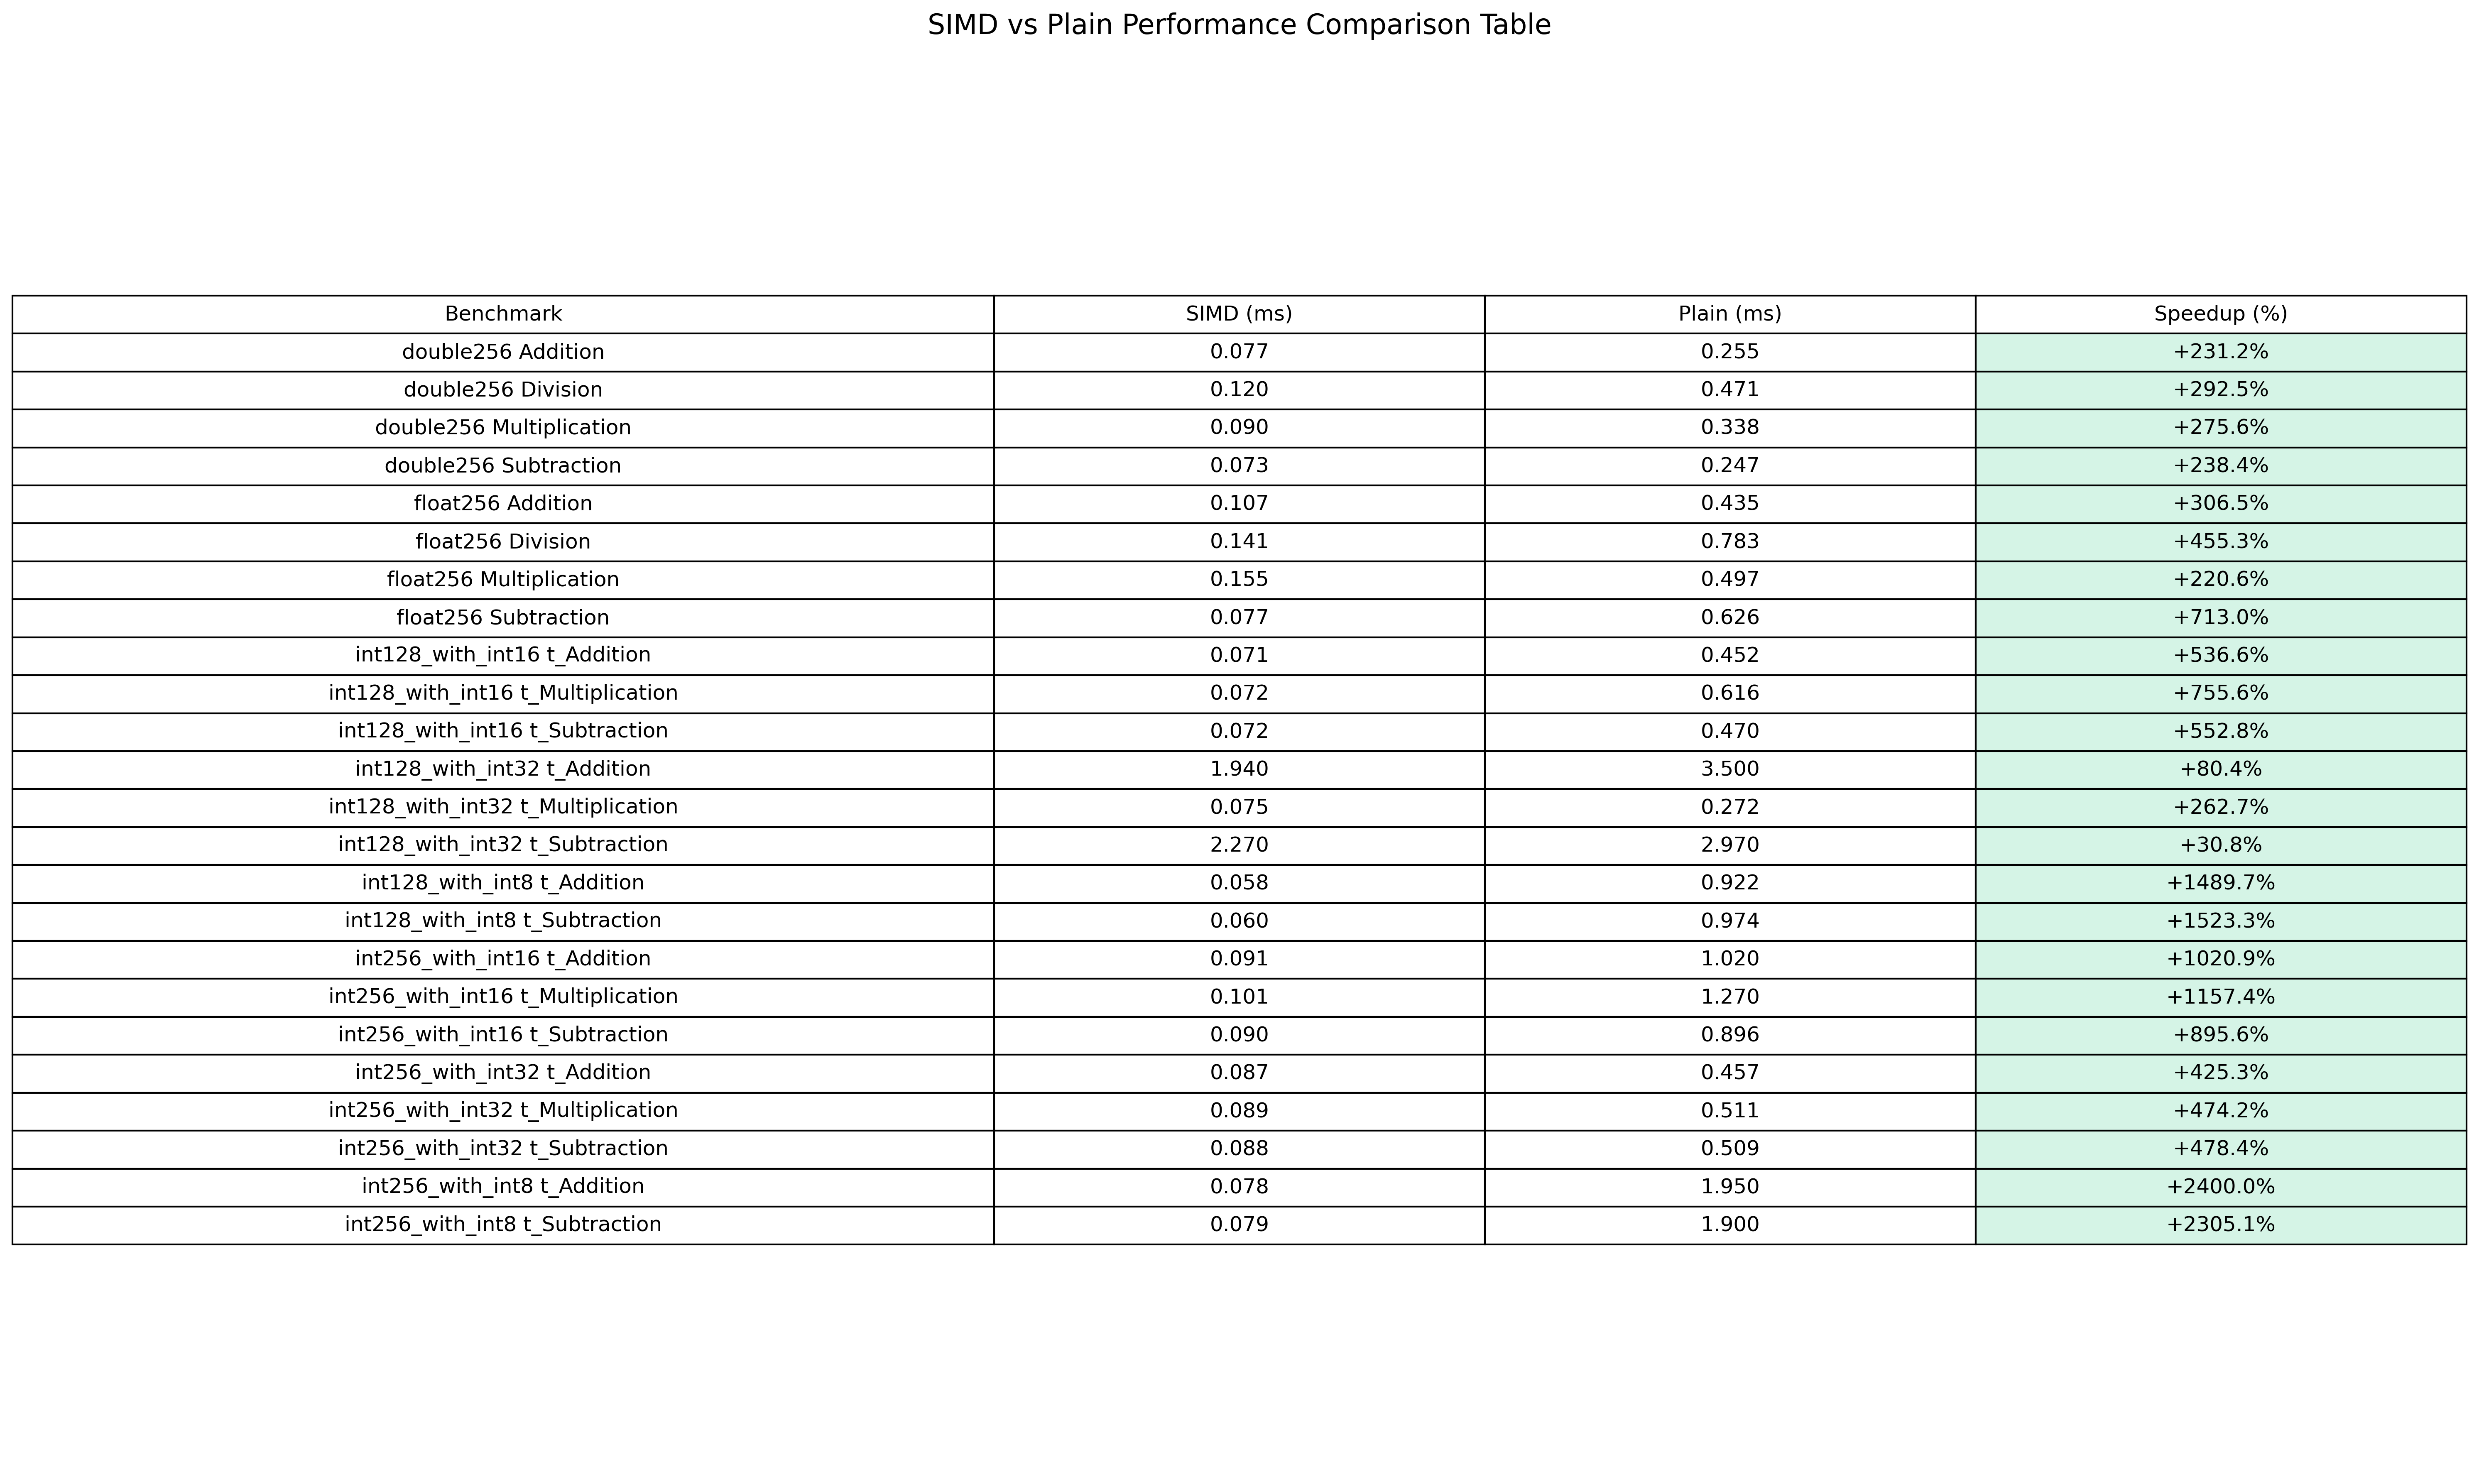 SIMD vs Plain Performance Comparison Table
Benchmark SIMD (ms) Plain (ms) Speedup (%)
double256 Addition 0.077 0.255 +231.2%
double256 Division 0.120 0.471 +292.5%
double256 Multiplication 0.090 0.338 +275.6%
double256 Subtraction 0.073 0.247 +238.4%
float256 Addition 0.107 0.435 +306.5%
float256 Division 0.141 0.783 +455.3%
float256 Multiplication 0.155 0.497 +220.6%
float256 Subtraction 0.077 0.626 +713.0%
int128_with_int16 t_Addition 0.071 0.452 +536.6%
int128_with_int16 t_Multiplication 0.072 0.616 +755.6%
int128_with_int16 t_Subtraction 0.072 0.470 +552.8%
int128_with_int32 t_Addition 1.940 3.500 +80.4%
int128_with_int32 t_Multiplication 0.075 0.272 +262.7%
int128_with_int32 t_Subtraction 2.270 2.970 +30.8%
int128_with_int8 t_Addition 0.058 0.922 +1489.7%
int128_with_int8 t_Subtraction 0.060 0.974 +1523.3%
int256_with_int16 t_Addition 0.091 1.020 +1020.9%
int256_with_int16 t_Multiplication 0.101 1.270 +1157.4%
int256_with_int16 t_Subtraction 0.090 0.896 +895.6%
int256_with_int32 t_Addition 0.087 0.457 +425.3%
int256_with_int32 t_Multiplication 0.089 0.511 +474.2%
int256_with_int32 t_Subtraction 0.088 0.509 +478.4%
int256_with_int8 t_Addition 0.078 1.950 +2400.0%
int256_with_int8 t_Subtraction 0.079 1.900 +2305.1%